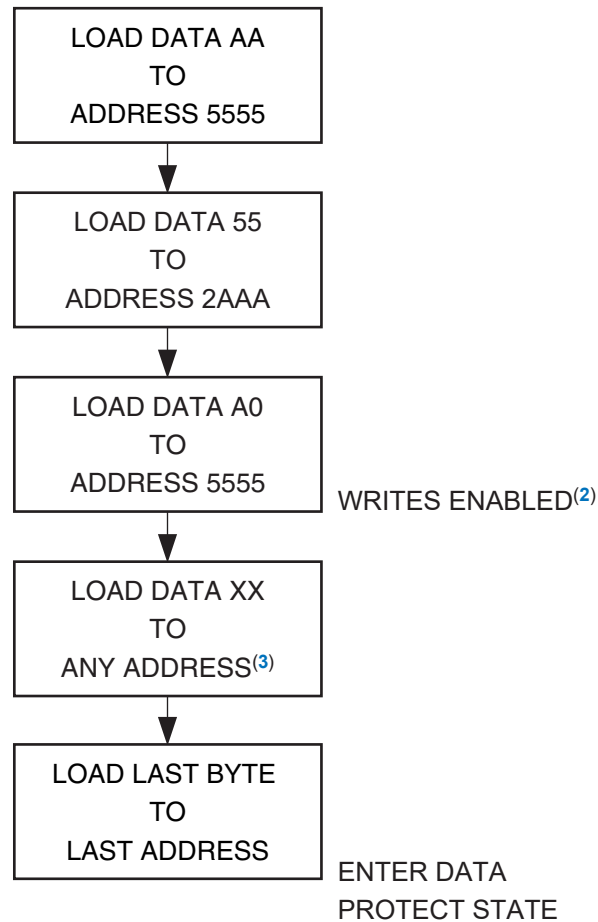 LOAD DATA AA
TO
ADDRESS 5555
LOAD DATA 55
TO
ADDRESS 2AAA
LOAD DATA A0
TO
ADDRESS 5555
WRITES ENABLED(2)
LOAD DATA XX
TO
ANY ADDRESS(3)
LOAD LAST BYTE
TO
LAST ADDRESS
ENTER DATA
PROTECT STATE